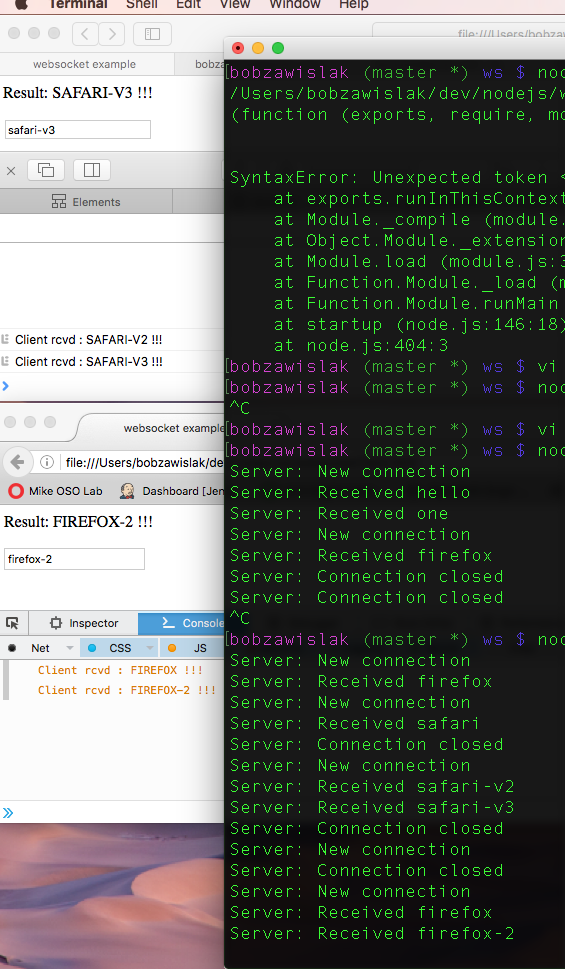 Terminal Shell Edit View Window Help
file:///Users/bobzaw
websocket example
bobza
Result: SAFARI-V3 !!!
safari-v3
Elements
Client rcvd : SAFARI-V2 !!!
Client rcvd : SAFARI-V3 !!!
websocket example
file:///Users/bobzawislak/de
Mike OSO Lab
Dashboard [Jen
Result: FIREFOX-2 !!!
firefox-2
Inspector
Console
Net
CSS
JS
Client rcvd : FIREFOX !!!
Client rcvd : FIREFOX-2 !!!
[bobzawislak (master *) ws $ nod
/Users/bobzawislak/dev/nodejs/w
(function (exports, require, mo
SyntaxError: Unexpected token <
at exports.runInThisContext
at Module._compile (module.
at Object.Module._extension
at Module.load (module.js:3
at Function.Module._load (m
at Function.Module.runMain
at startup (node.js:146:18)
at node.js:404:3
[bobzawislak (master *) ws $ vi
[bobzawislak (master *) ws $ nod
^C
[bobzawislak (master *) ws $ vi
[bobzawislak (master *) ws $ nod
Server: New connection
Server: Received hello
Server: Received one
Server: New connection
Server: Received firefox
Server: Connection closed
Server: Connection closed
^C
[bobzawislak (master *) ws $ nod
Server: New connection
Server: Received firefox
Server: New connection
Server: Received safari
Server: Connection closed
Server: New connection
Server: Received safari-v2
Server: Received safari-v3
Server: Connection closed
Server: New connection
Server: Connection closed
Server: New connection
Server: Received firefox
Server: Received firefox-2